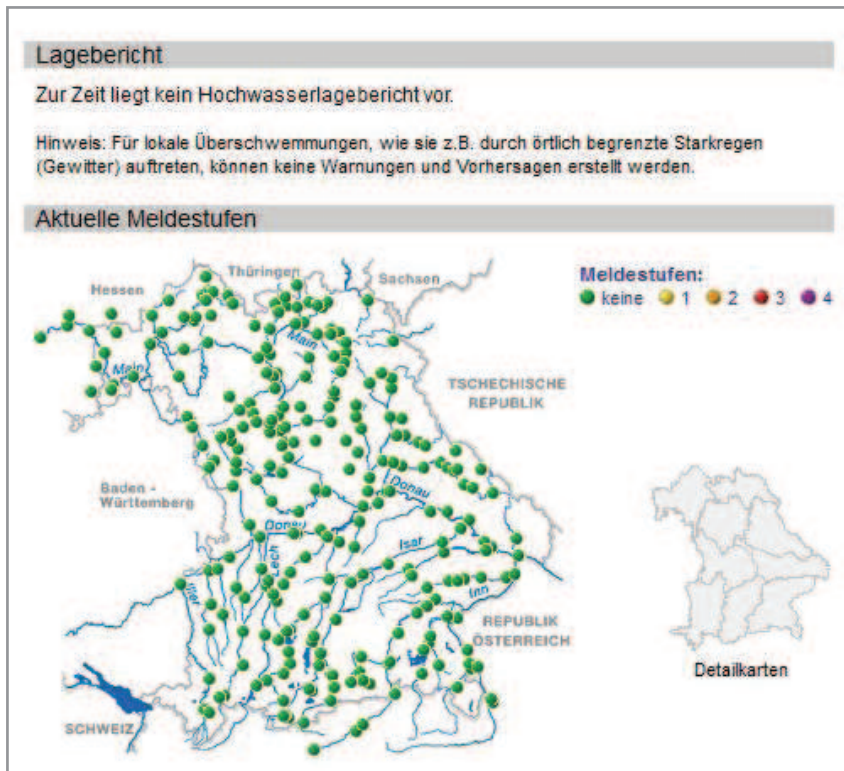 Lagebericht
Zur Zeit liegt kein Hochwasserlagebericht vor.
Hinweis: Für lokale Überschwemmungen, wie sie z.B. durch örtlich begrenzte Starkregen
(Gewitter) auftreten, können keine Warnungen und Vorhersagen erstellt werden.
Aktuelle Meldestufen
Meldestufen:
keine 1 2 3 4
Thüringen
Sachsen
Hessen
Main
Main
TSCHECHISCHE
REPUBLIK
Baden -
Württemberg
Donau
Donau
Isar
Lech
Iller
Inn
REPUBLIK
ÖSTERREICH
SCHWEIZ
Detailkarten